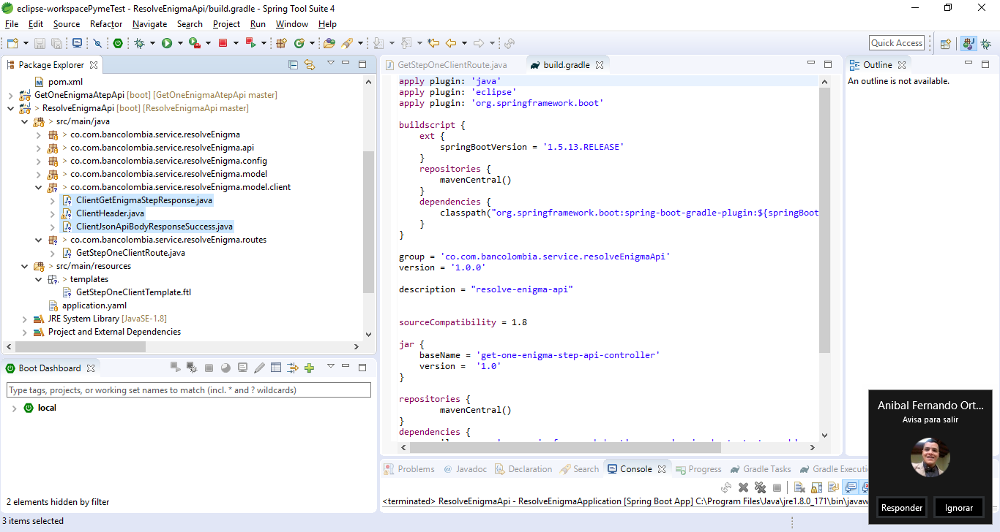 eclipse-workspacePymeTest - ResolveEnigmaApi/build.gradle - Spring Tool Suite 4
File Edit Source Refactor Navigate Search Project Run Window Help
Quick Access
Package Explorer
pom.xml
GetOneEnigmaAtepApi [boot] [GetOneEnigmaAtepApi master]
> ResolveEnigmaApi [boot] [ResolveEnigmaApi master]
> src/main/java
> co.com.bancolombia.service.resolveEnigma
> co.com.bancolombia.service.resolveEnigma.api
> co.com.bancolombia.service.resolveEnigma.config
> co.com.bancolombia.service.resolveEnigma.model
> co.com.bancolombia.service.resolveEnigma.model.client
ClientGetEnigmaStepResponse.java
ClientHeader.java
ClientJsonApiBodyResponseSuccess.java
> co.com.bancolombia.service.resolveEnigma.routes
GetStepOneClientRoute.java
> src/main/resources
> templates
GetStepOneClientTemplate.ftl
application.yaml
JRE System Library [JavaSE-1.8]
Project and External Dependencies
Boot Dashboard
Type tags, projects, or working set names to match (incl. * and ? wildcards)
local
2 elements hidden by filter
3 items selected
GetStepOneClientRoute.java
build.gradle
apply plugin: 'java'
apply plugin: 'eclipse'
apply plugin: 'org.springframework.boot'
buildscript {
ext {
springBootVersion = '1.5.13.RELEASE'
}
repositories {
mavenCentral()
}
dependencies {
classpath("org.springframework.boot:spring-boot-gradle-plugin:${springBoot
}
}
group = 'co.com.bancolombia.service.resolveEnigmaApi'
version = '1.0.0'
description = "resolve-enigma-api"
sourceCompatibility = 1.8
jar {
baseName = 'get-one-enigma-step-api-controller'
version = '1.0'
}
repositories {
mavenCentral()
}
dependencies {
Outline
An outline is not available.
Problems @ Javadoc Declaration Search Console Progress Gradle Tasks Gradle Executi
<terminated> ResolveEnigmaApi - ResolveEnigmaApplication [Spring Boot App] C:\Program Files\Java\jre1.8.0_171\bin\javaw
Anibal Fernando Ort...
Avisa para salir
Responder
Ignorar